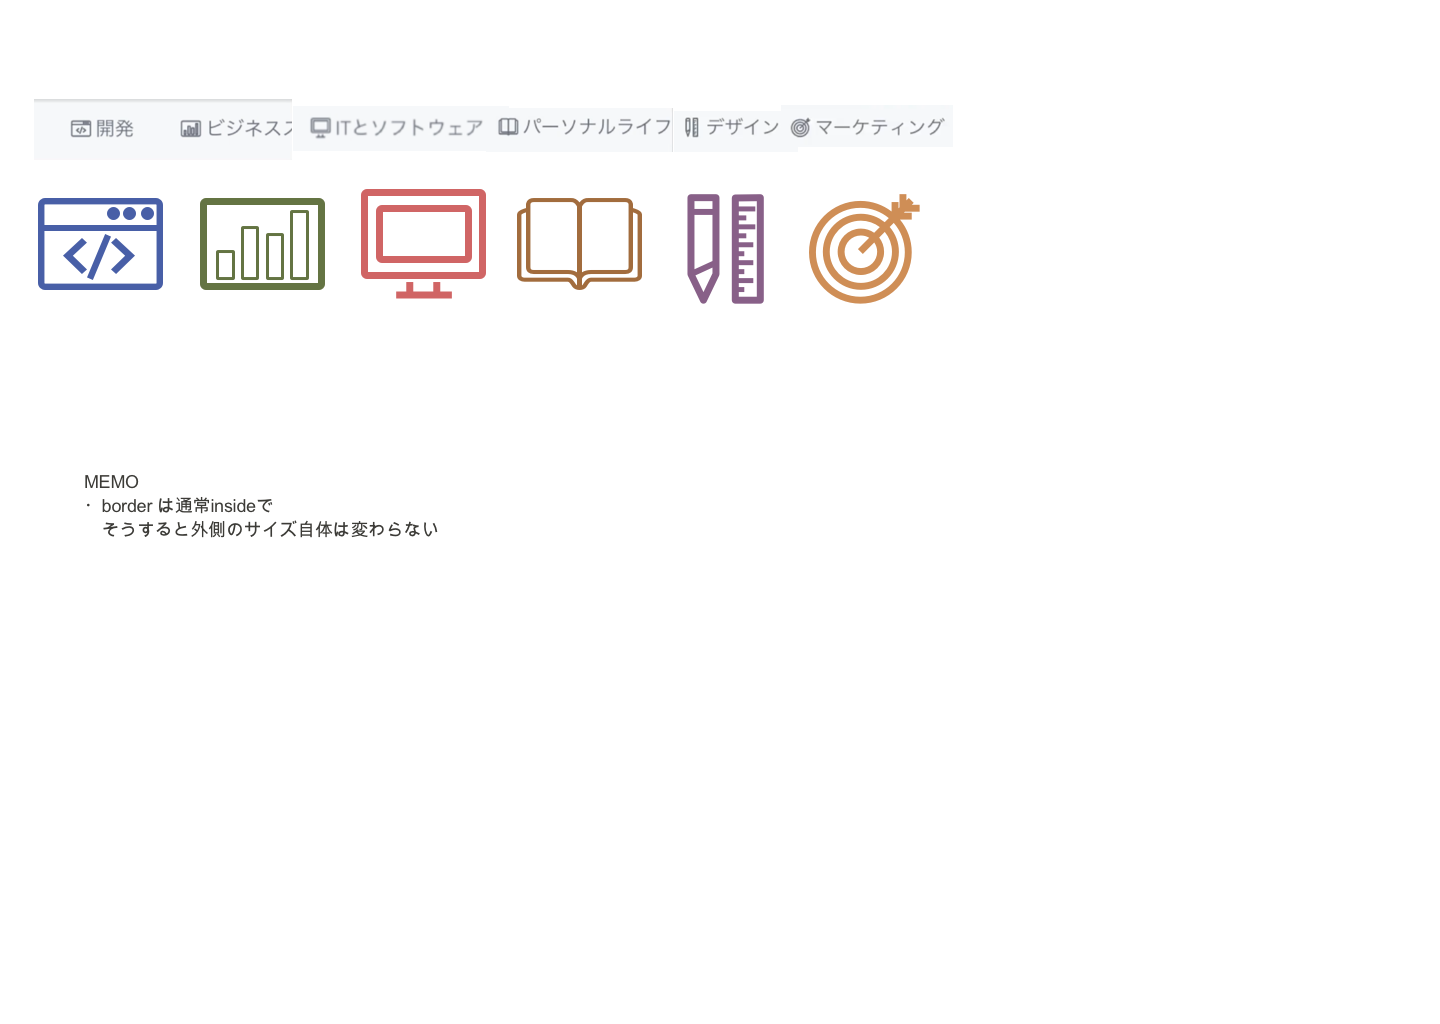 開発
ビジネス
ITとソフトウェア
パーソナルライフ
デザイン
マーケティング
</>
MEMO
・ border は通常insideで
そうすると外側のサイズ自体は変わらない